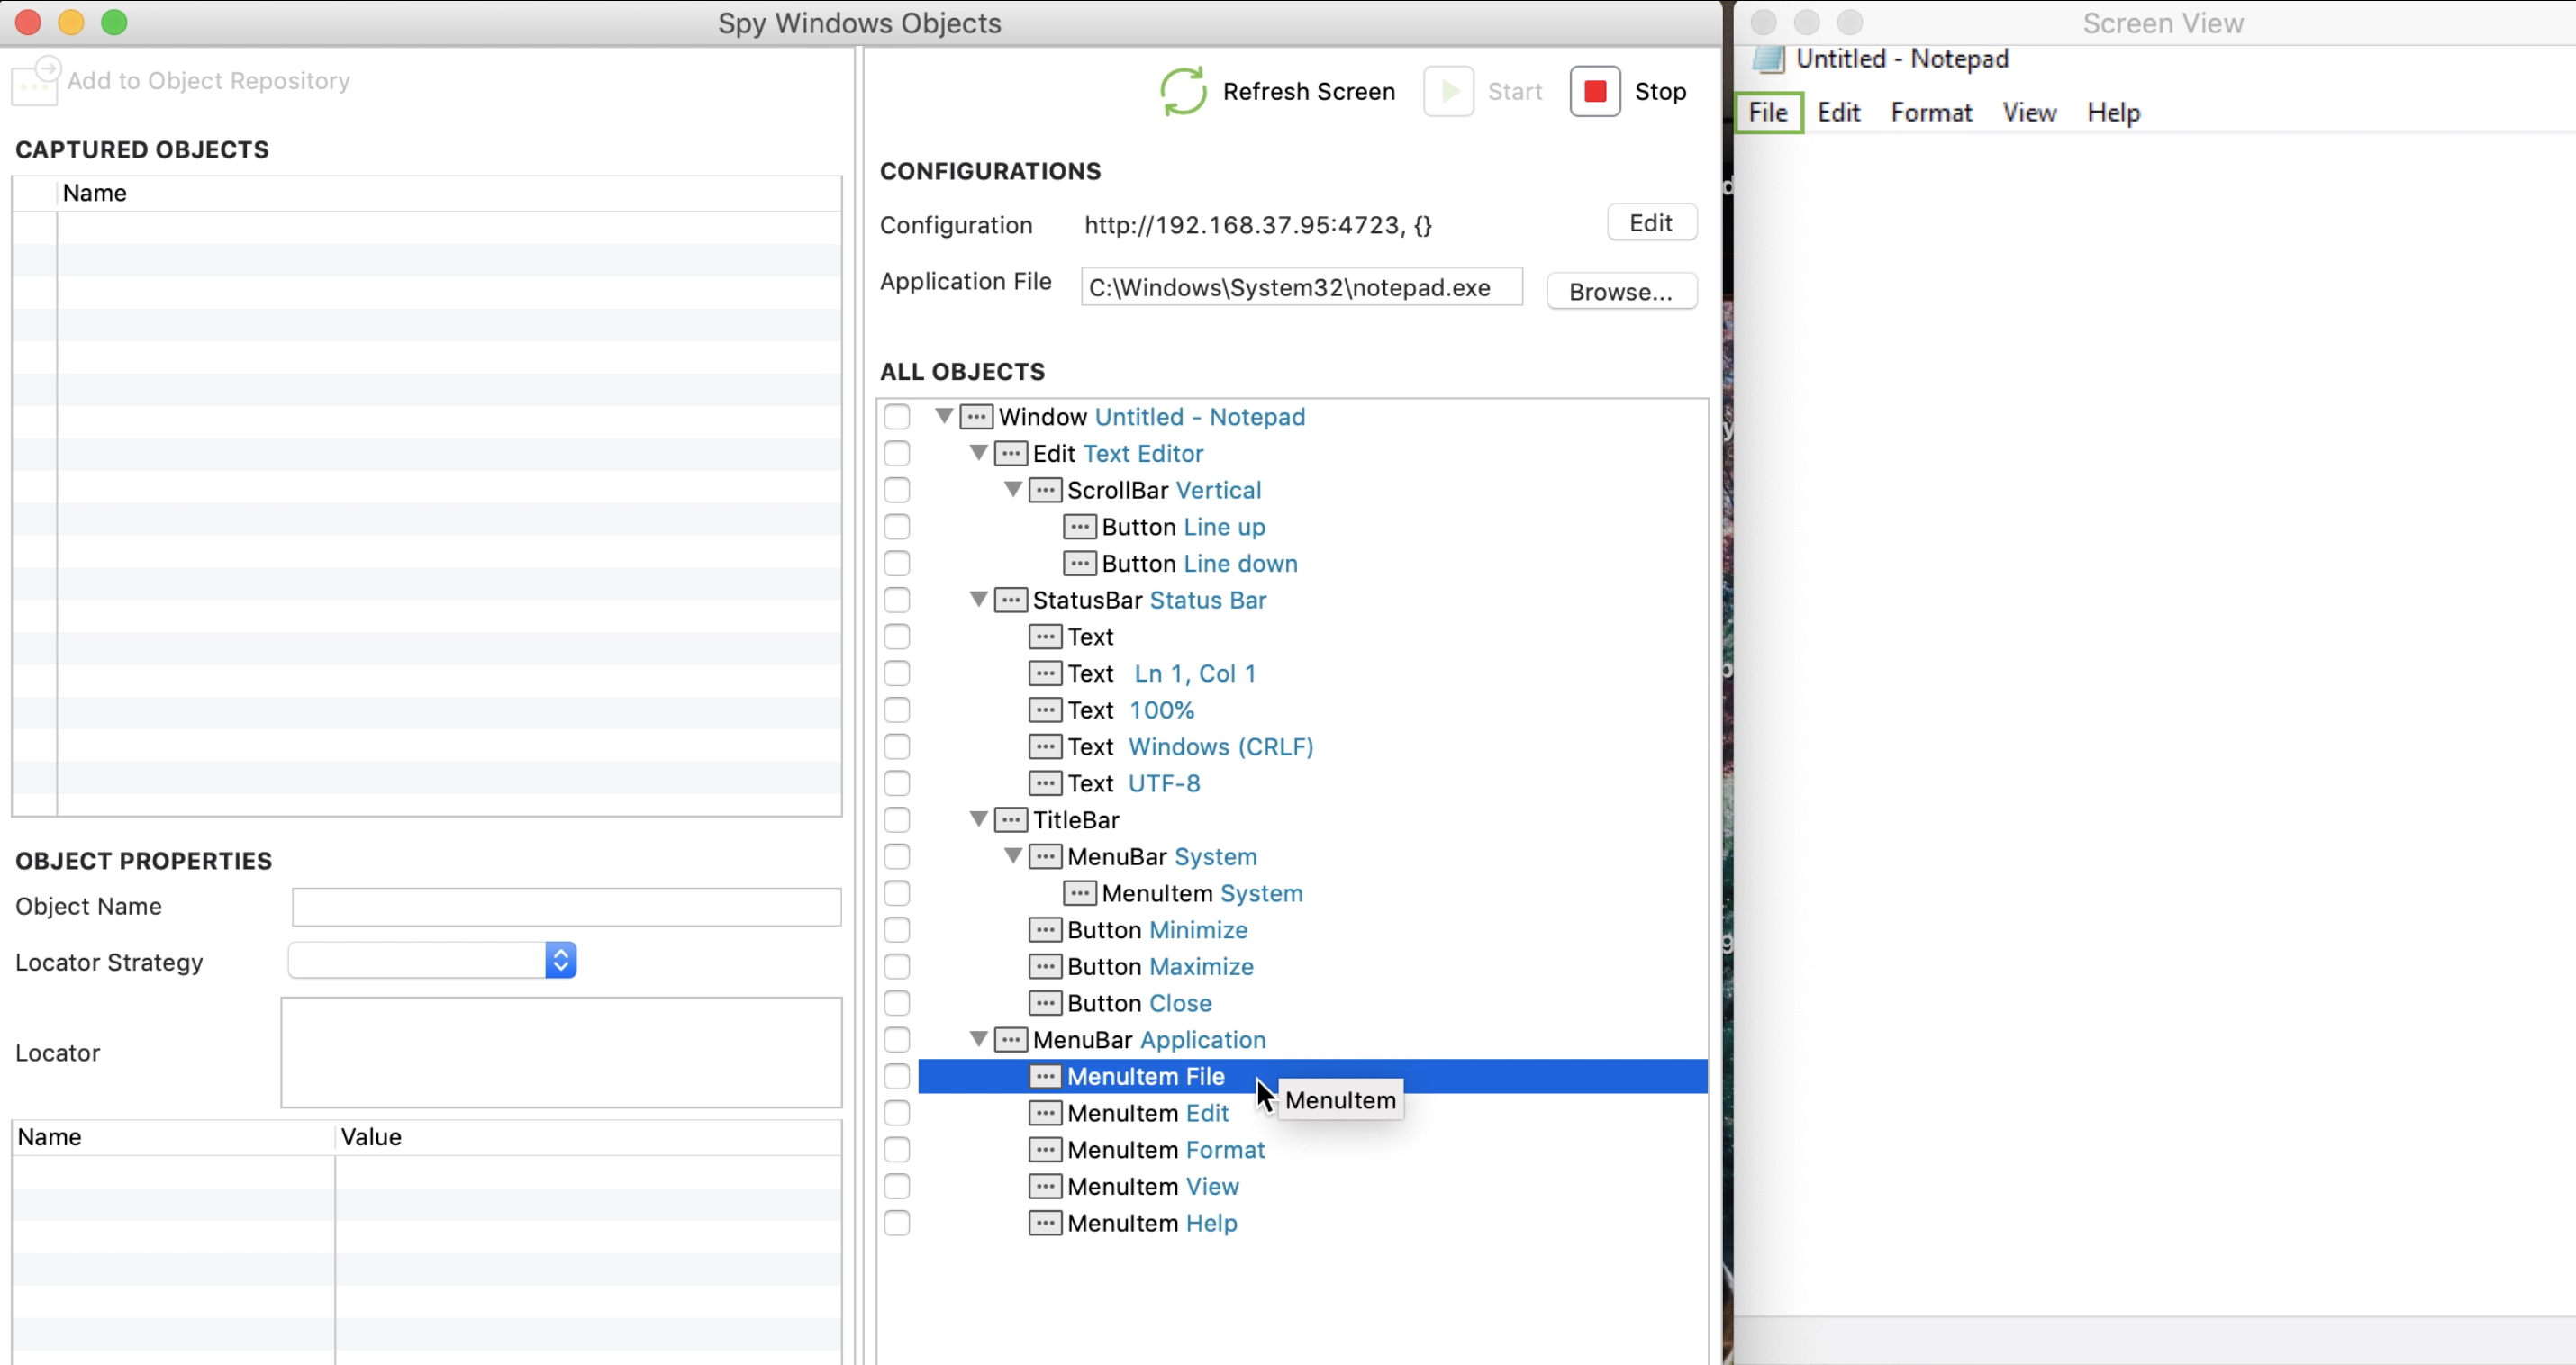 Spy Windows Objects
Add to Object Repository
CAPTURED OBJECTS
Name
OBJECT PROPERTIES
Object Name
Locator Strategy
Locator
Name Value
Refresh Screen Start Stop
CONFIGURATIONS
Configuration http://192.168.37.95:4723, {} Edit
Application File C:\Windows\System32\notepad.exe Browse...
ALL OBJECTS
Window Untitled - Notepad
Edit Text Editor
ScrollBar Vertical
Button Line up
Button Line down
StatusBar Status Bar
Text
Text Ln 1, Col 1
Text 100%
Text Windows (CRLF)
Text UTF-8
TitleBar
MenuBar System
MenuItem System
Button Minimize
Button Maximize
Button Close
MenuBar Application
MenuItem File
MenuItem
MenuItem Edit
MenuItem Format
MenuItem View
MenuItem Help
Screen View
Untitled - Notepad
File Edit Format View Help